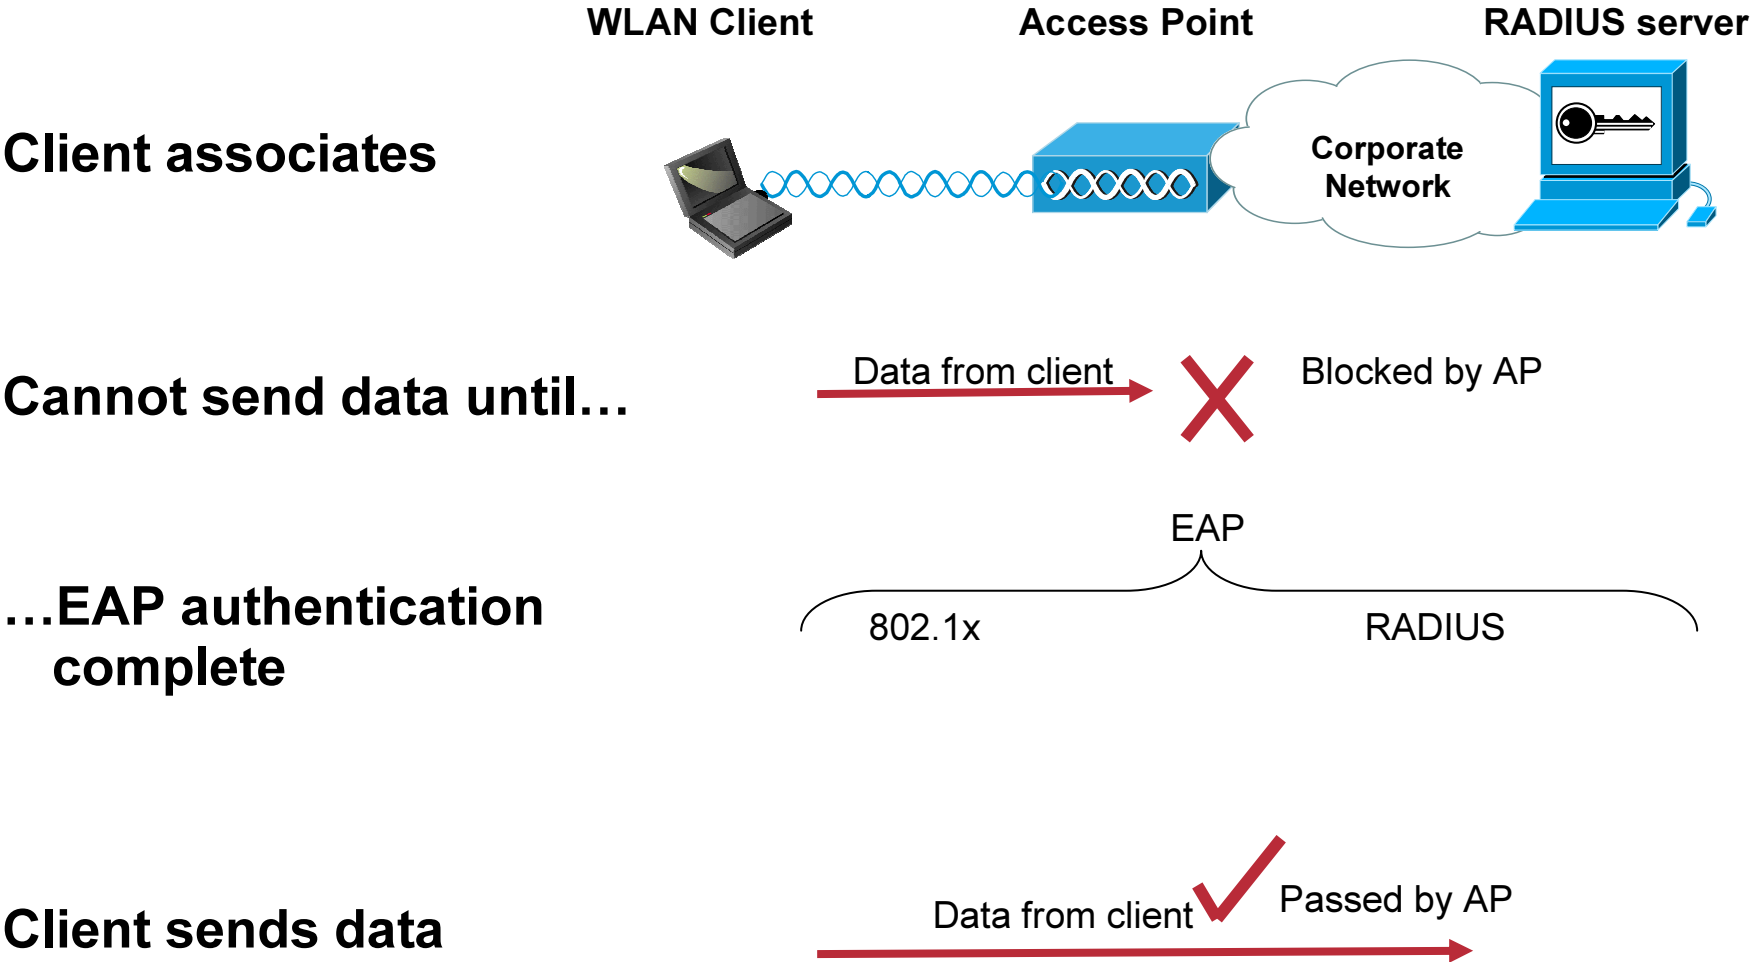 WLAN Client
Access Point
RADIUS server
Client associates
Corporate
Network
Cannot send data until…
Data from client
Blocked by AP
EAP
…EAP authentication
complete
802.1x
RADIUS
Client sends data
Data from client
Passed by AP